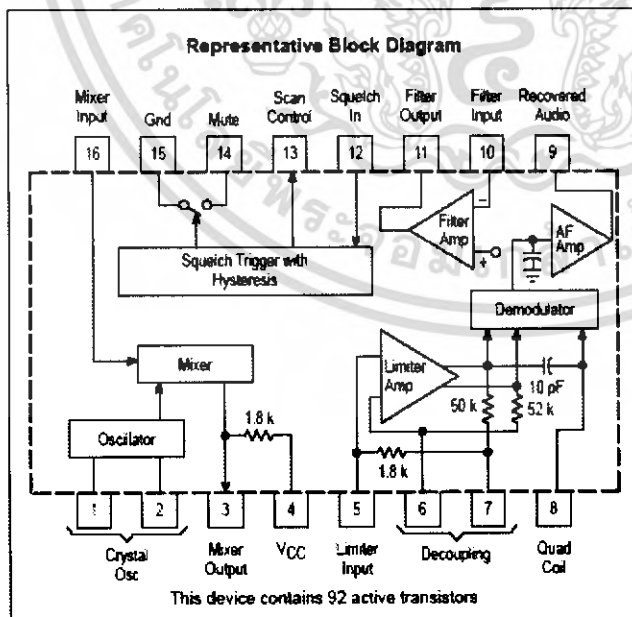 Representative Block Diagram
Mixer Input
Gnd
Mute
Scan Control
Squelch In
Filter Output
Filter Input
Recovered Audio
16
15
14
13
12
11
10
9
Filter Amp
AF Amp
Squelch Trigger with Hysteresis
Demodulator
Mixer
Limiter Amp
10 pF
1.8 k
50 k
52 k
Oscillator
1.8 k
1
2
3
4
5
6
7
8
Crystal Osc
Mixer Output
VCC
Limiter Input
Decoupling
Quad Coil
This device contains 92 active transistors